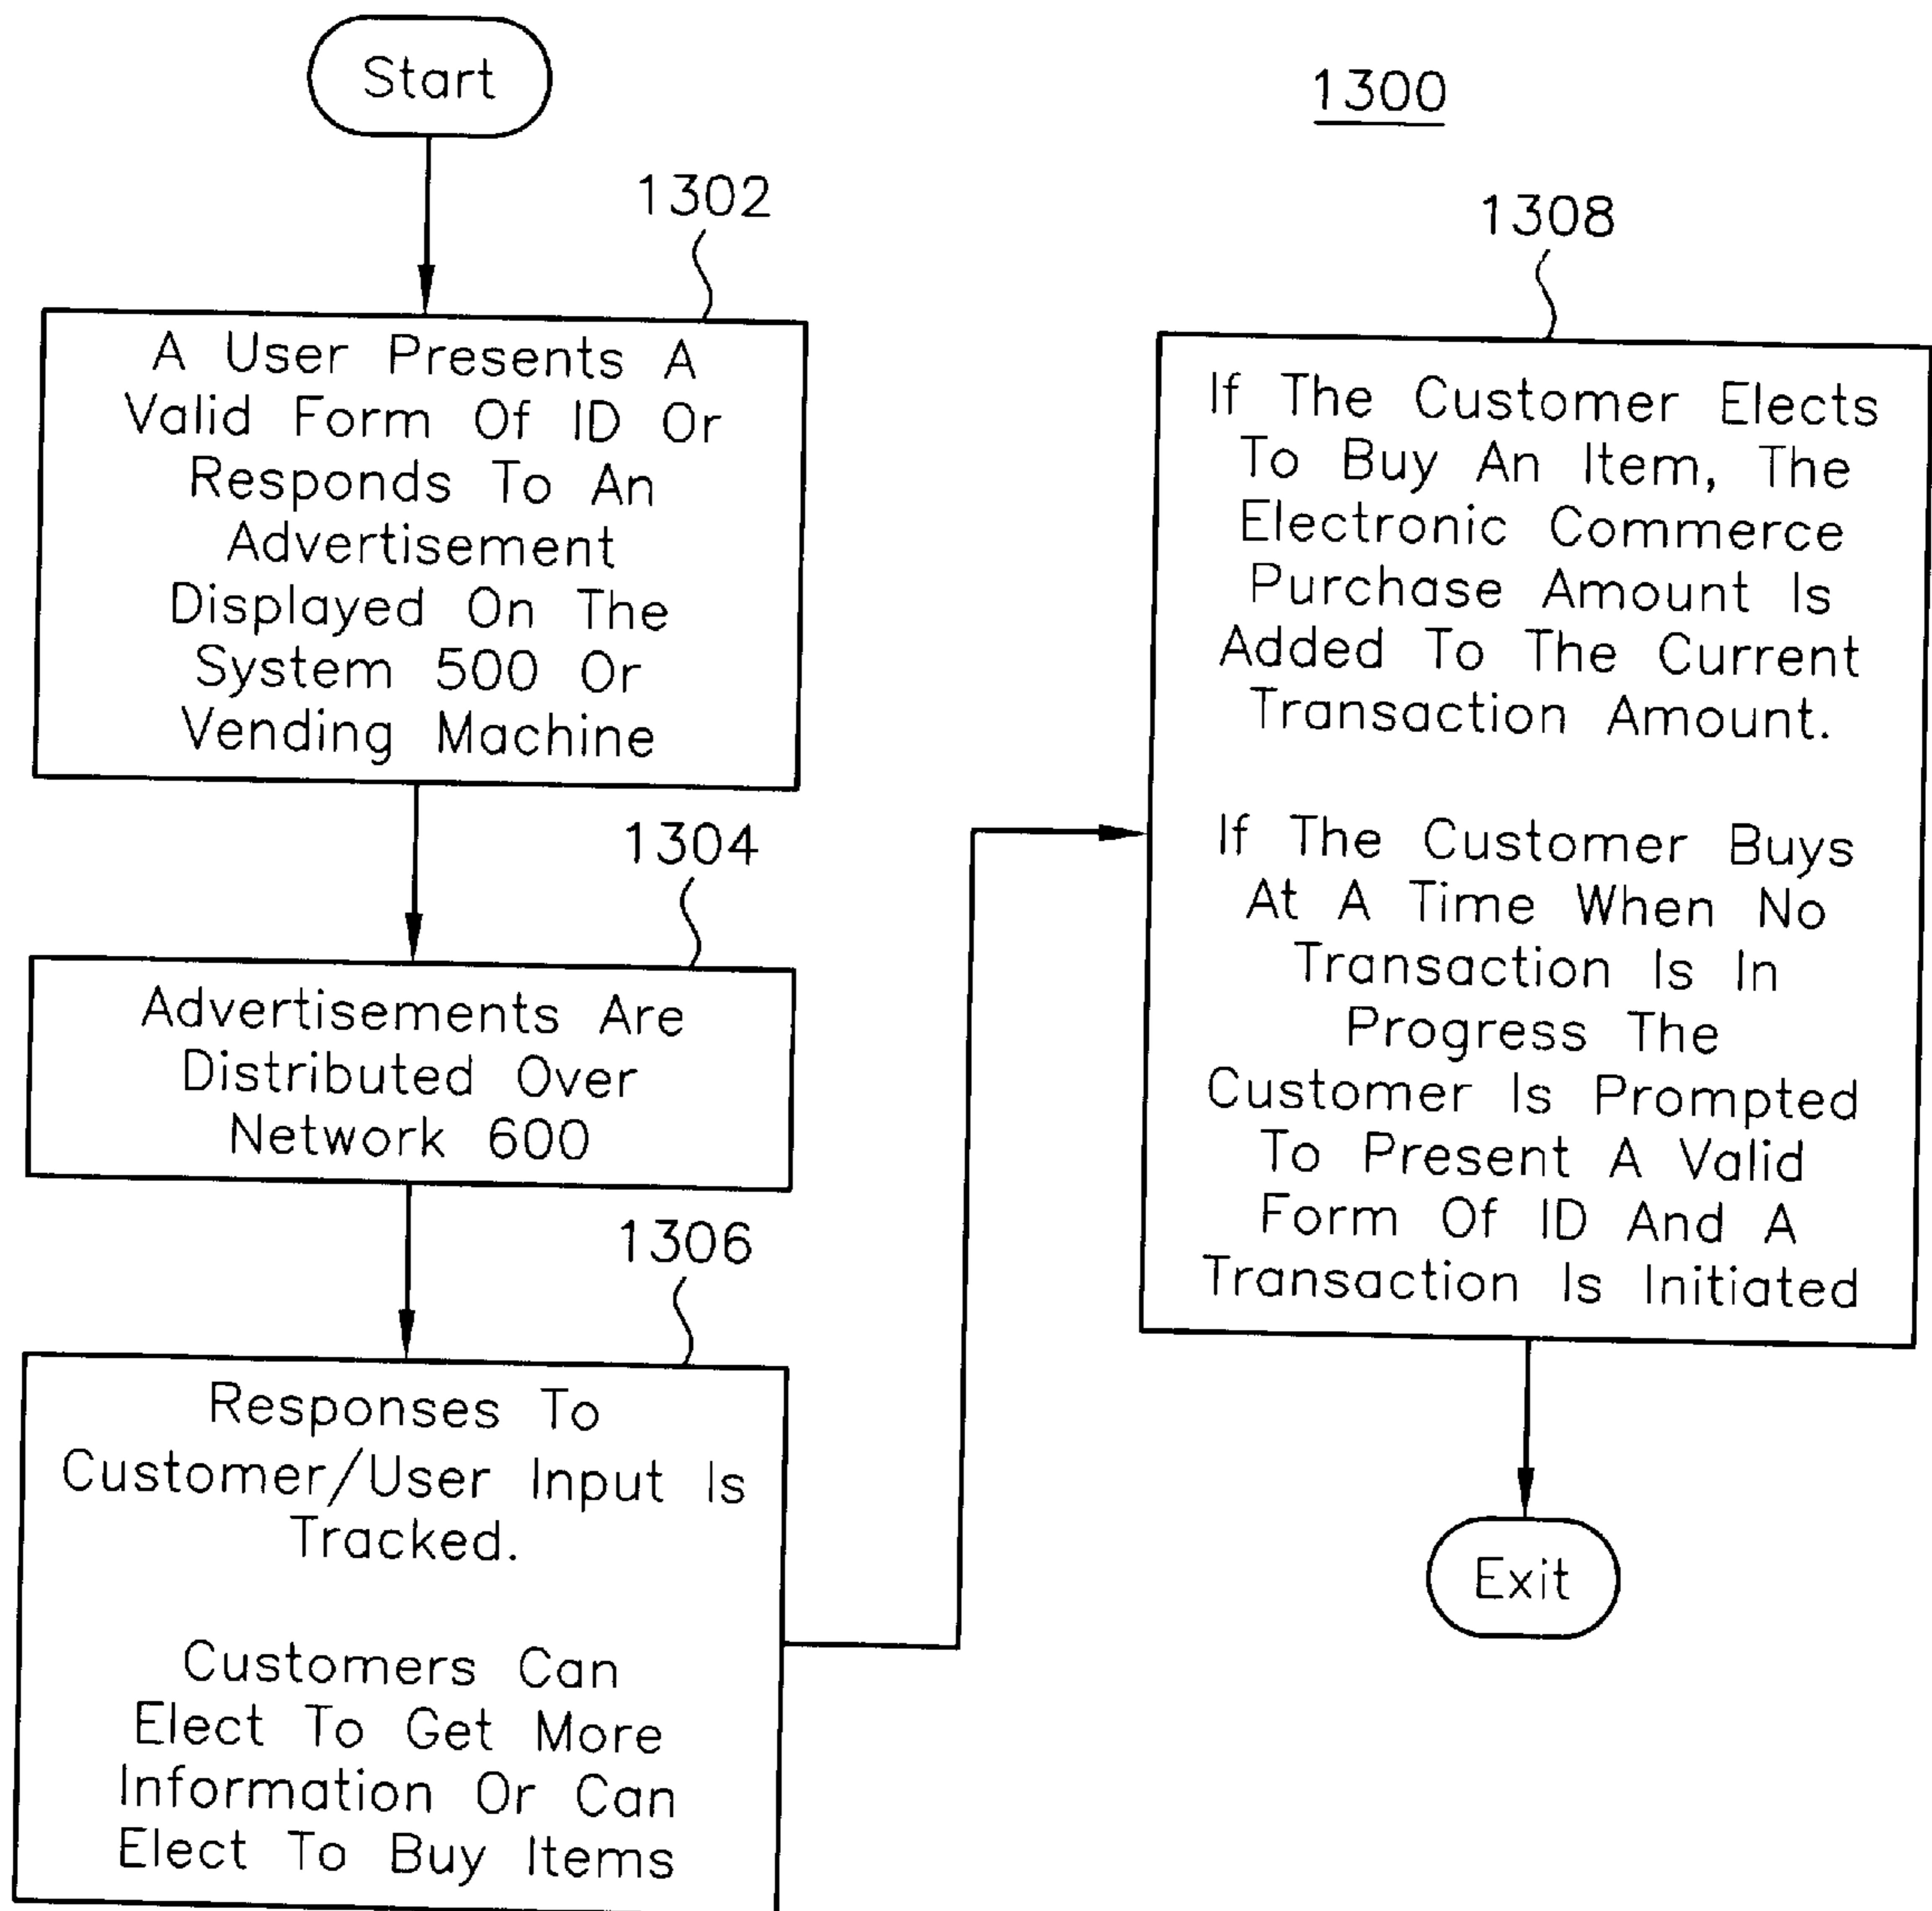 Start
1300
1302
A User Presents A
Valid Form Of ID Or
Responds To An
Advertisement
Displayed On The
System 500 Or
Vending Machine
1304
Advertisements Are
Distributed Over
Network 600
1306
Responses To
Customer/User Input Is
Tracked.
Customers Can
Elect To Get More
Information Or Can
Elect To Buy Items
1308
If The Customer Elects
To Buy An Item, The
Electronic Commerce
Purchase Amount Is
Added To The Current
Transaction Amount.
If The Customer Buys
At A Time When No
Transaction Is In
Progress The
Customer Is Prompted
To Present A Valid
Form Of ID And A
Transaction Is Initiated
Exit